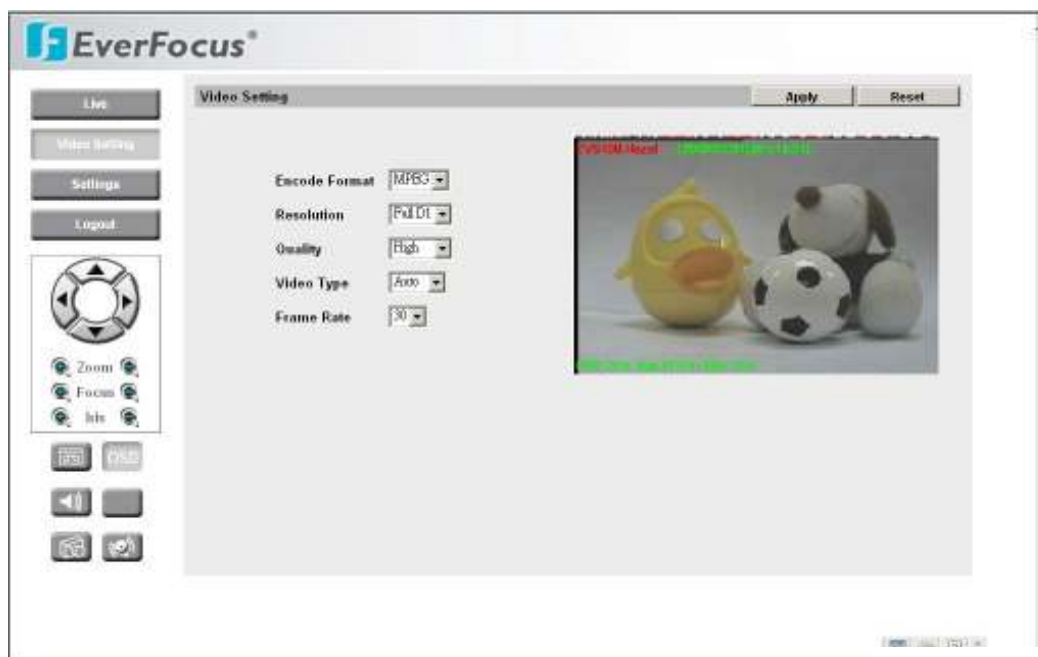 EverFocus®
Live
Video Setting
Settings
Logout
Zoom
Focus
Iris
OSD
Video Setting
Apply
Reset
Encode Format MPEG
Resolution Full D1
Quality High
Video Type Auto
Frame Rate 30